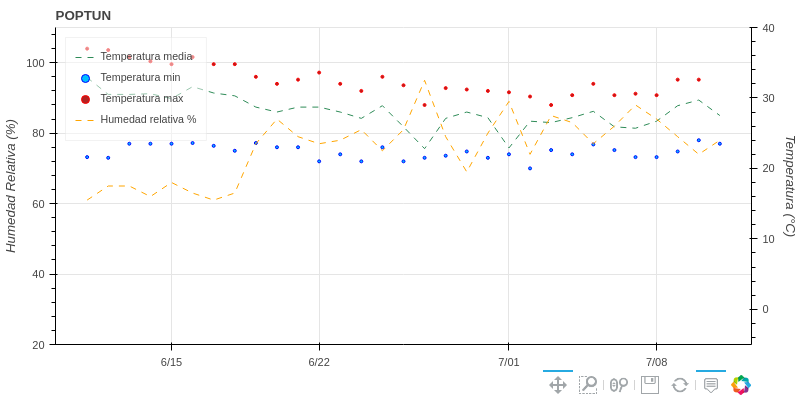 POPTUN
Temperatura media
Temperatura min
Temperatura max
Humedad relativa %
Humedad Relativa (%)
100
80
60
40
20
Temperatura (°C)
40
30
20
10
0
6/15
6/22
7/01
7/08